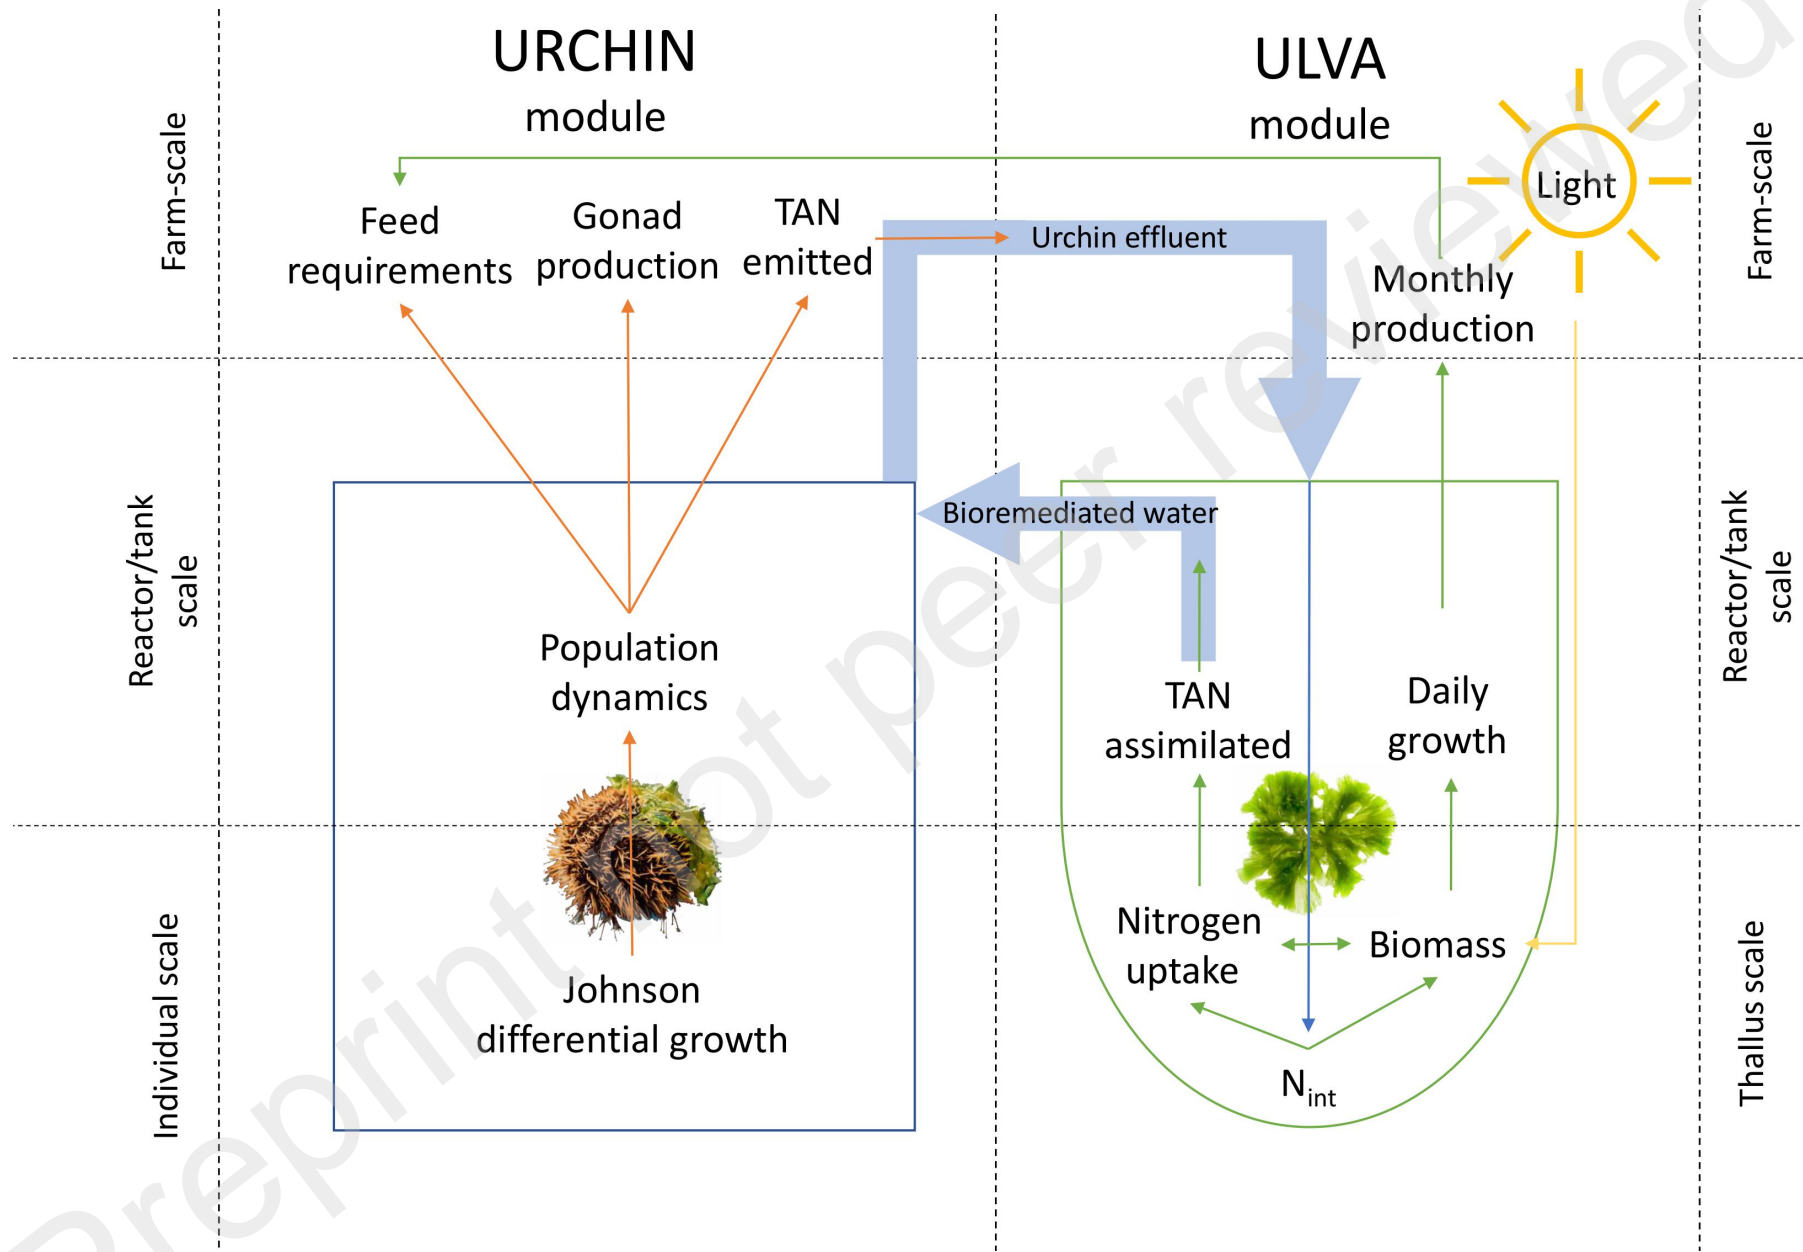 URCHIN
module
ULVA
module
Farm-scale
Farm-scale
Light
Feed
requirements
Gonad
production
TAN
emitted
Urchin effluent
Monthly
production
Reactor/tank
scale
Reactor/tank
scale
Bioremediated water
Population
dynamics
TAN
assimilated
Daily
growth
Individual scale
Thallus scale
Nitrogen
uptake
Biomass
Johnson
differential growth
N_int
Preprint not peer reviewed